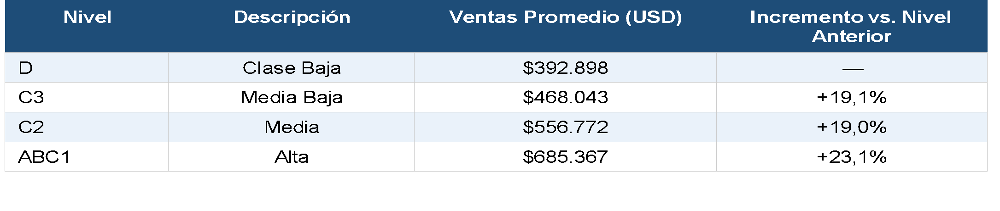 Nivel Descripción Ventas Promedio (USD) Incremento vs. Nivel
Anterior
D Clase Baja $392.898 —
C3 Media Baja $468.043 +19,1%
C2 Media $556.772 +19,0%
ABC1 Alta $685.367 +23,1%